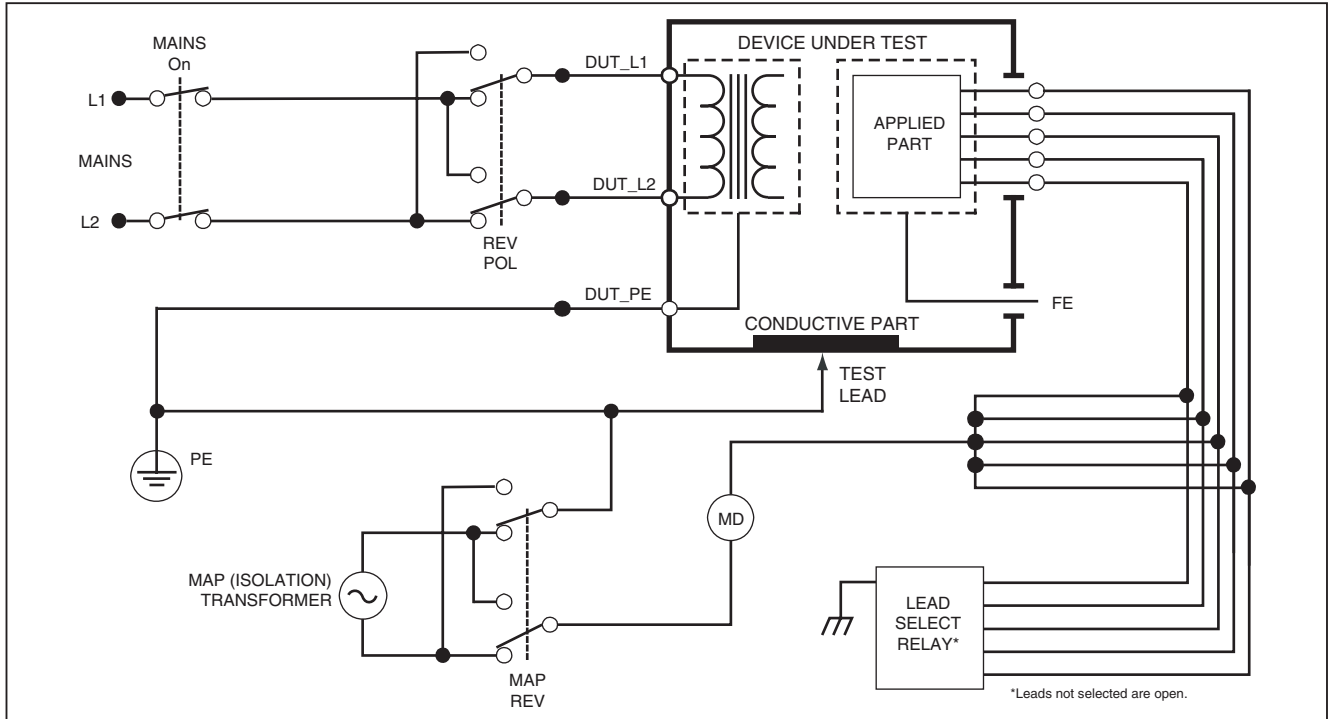 MAINS
On
L1
MAINS
L2
REV
POL
DUT_L1
DUT_L2
DUT_PE
DEVICE UNDER TEST
APPLIED
PART
FE
CONDUCTIVE PART
TEST
LEAD
PE
MAP (ISOLATION)
TRANSFORMER
MAP
REV
MD
LEAD
SELECT
RELAY*
*Leads not selected are open.